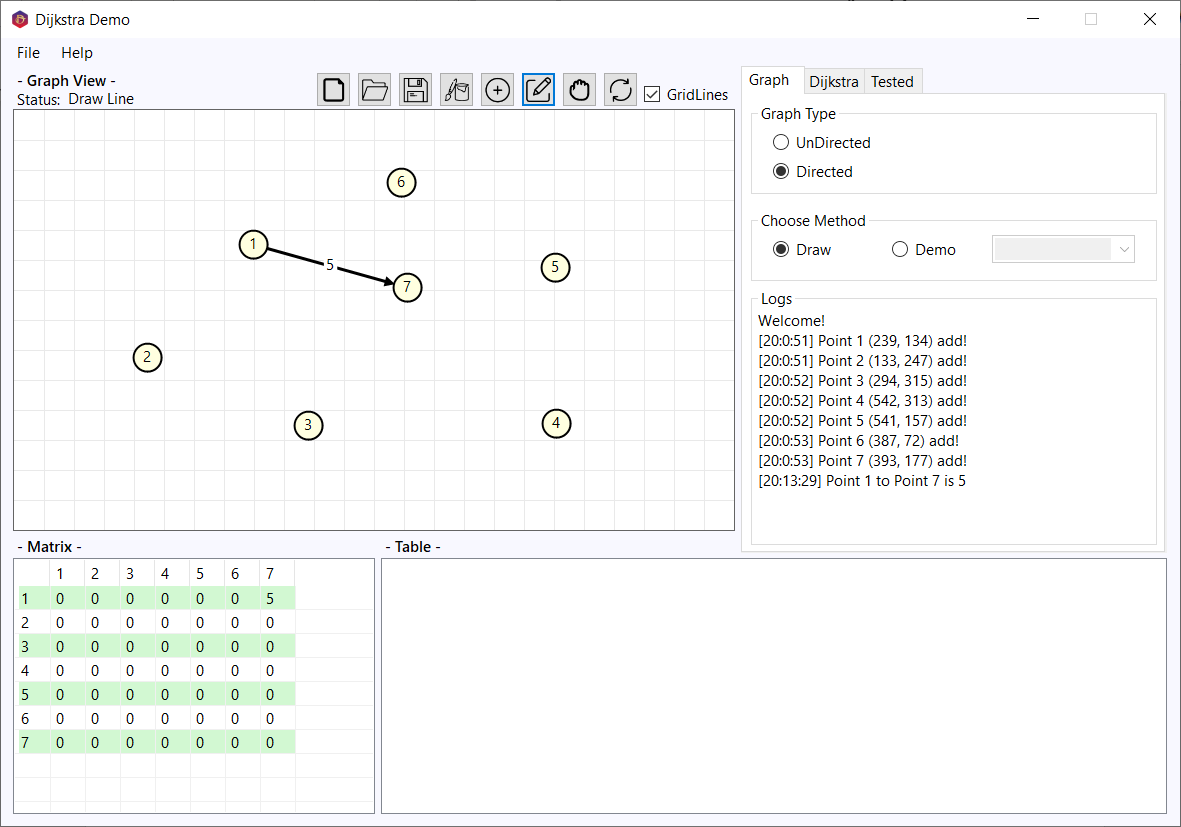 Dijkstra Demo
File Help
- Graph View -
Status: Draw Line
GridLines
Graph Dijkstra Tested
Graph Type
UnDirected
Directed
Choose Method
Draw Demo
Logs
Welcome!
[20:0:51] Point 1 (239, 134) add!
[20:0:51] Point 2 (133, 247) add!
[20:0:52] Point 3 (294, 315) add!
[20:0:52] Point 4 (542, 313) add!
[20:0:52] Point 5 (541, 157) add!
[20:0:53] Point 6 (387, 72) add!
[20:0:53] Point 7 (393, 177) add!
[20:13:29] Point 1 to Point 7 is 5
6
1
5
5
7
2
3
4
- Matrix -
1 2 3 4 5 6 7
1 0 0 0 0 0 0 5
2 0 0 0 0 0 0 0
3 0 0 0 0 0 0 0
4 0 0 0 0 0 0 0
5 0 0 0 0 0 0 0
6 0 0 0 0 0 0 0
7 0 0 0 0 0 0 0
- Table -